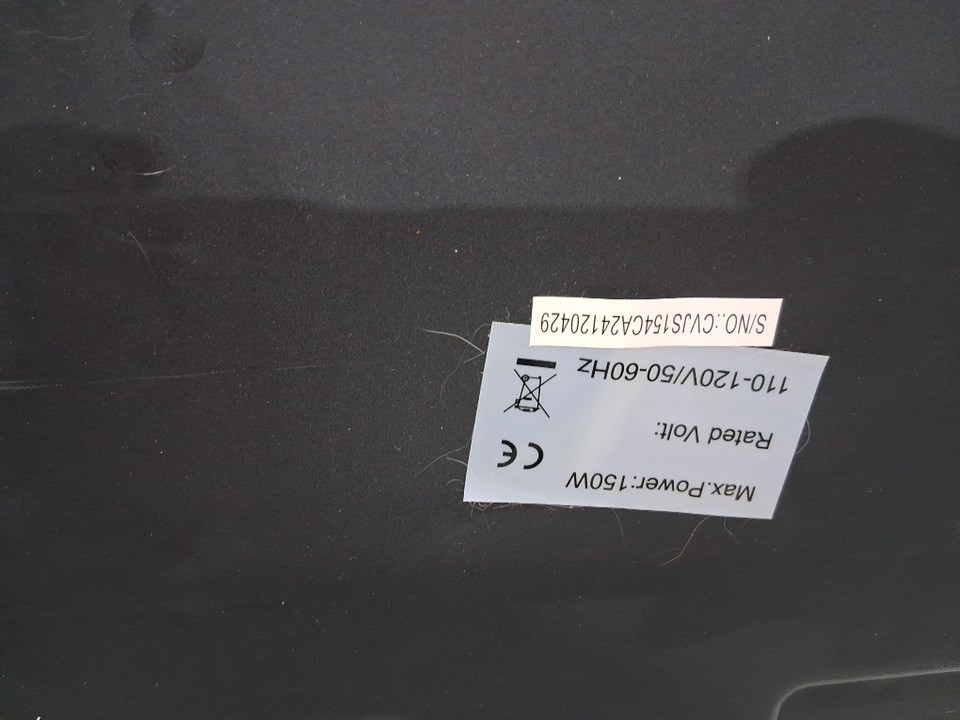 Max.Power:150W
Rated Volt:
110-120V/50-60Hz
CE
S/NO.:CVJS154CA24120429